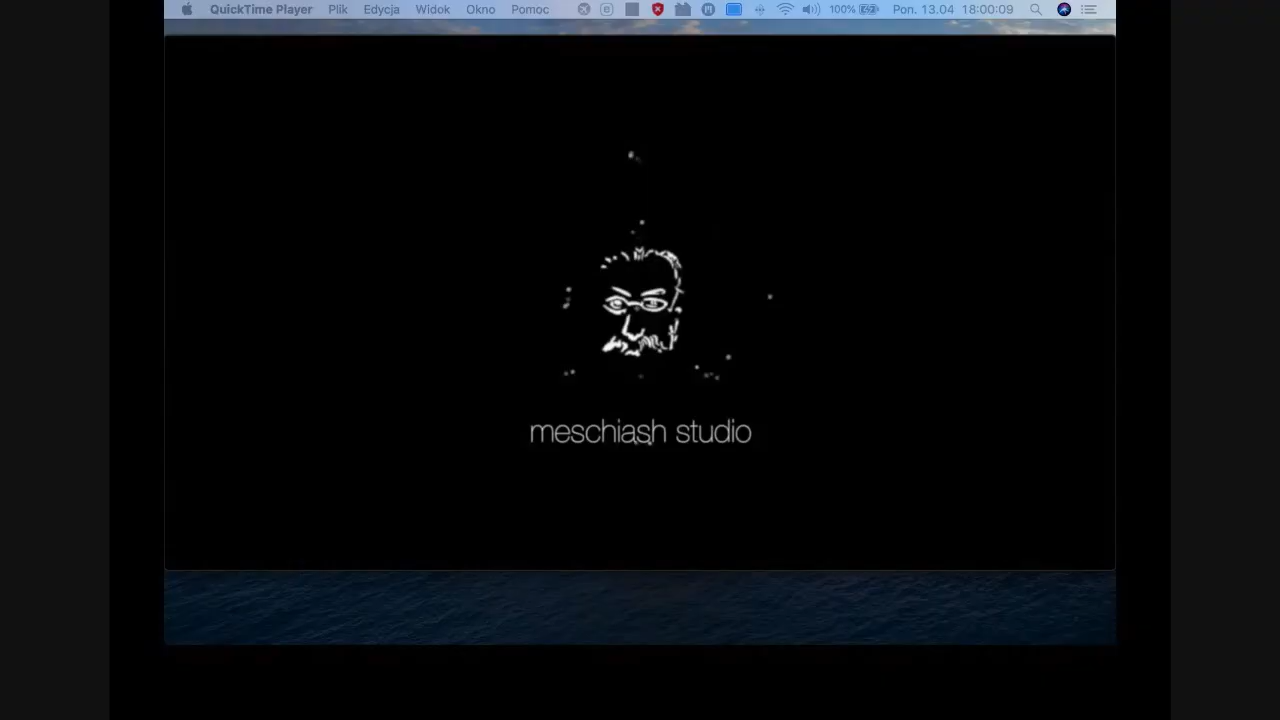 QuickTime Player Plik Edycja Widok Okno Pomoc 100% Pon. 13.04 18:00:09
meschiash studio